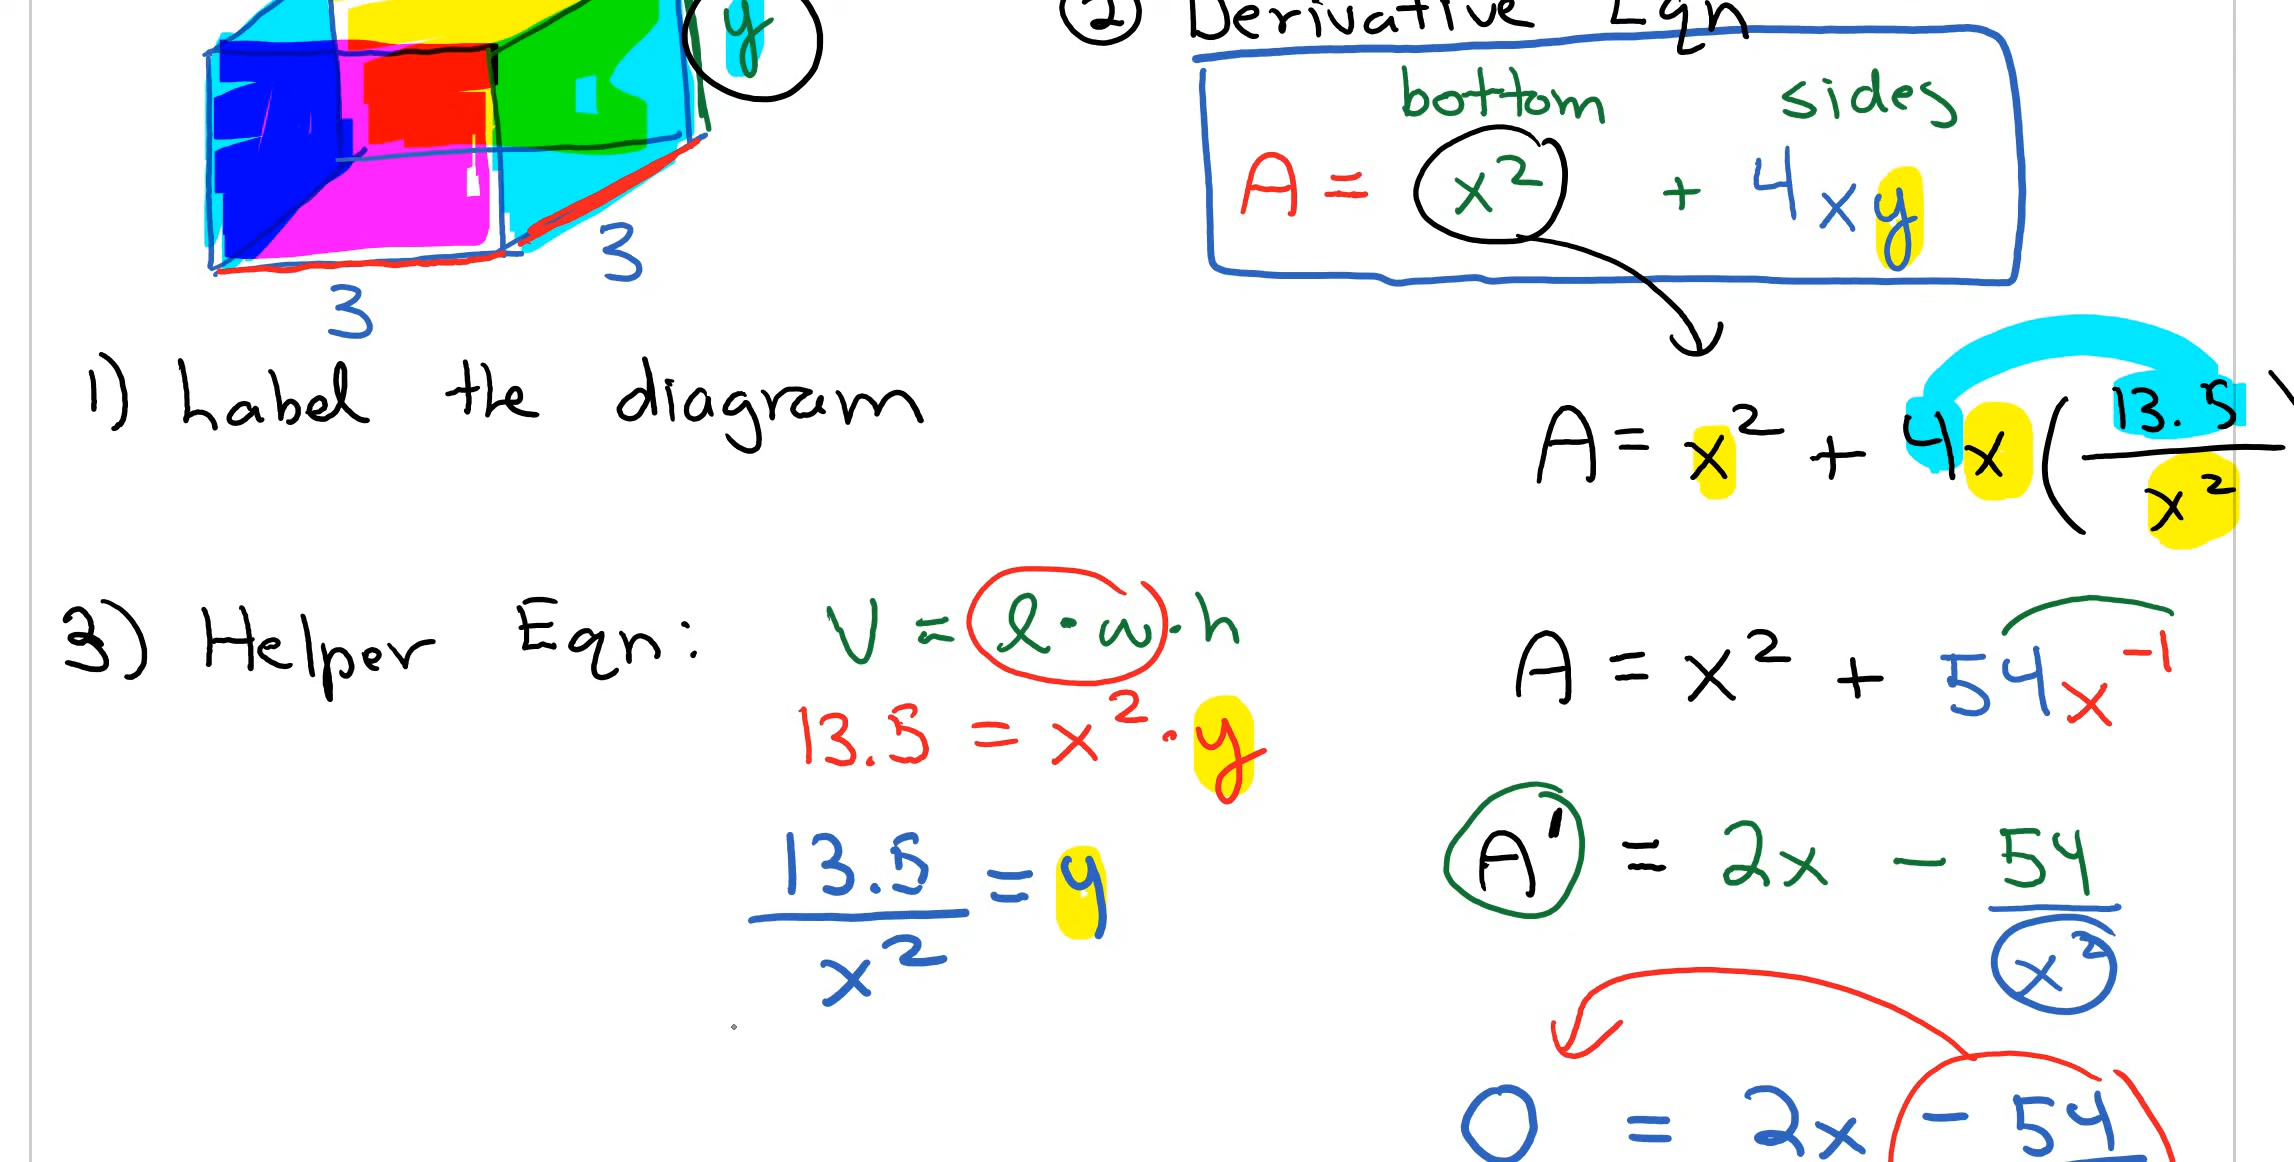 y
② Derivative Eqn
bottom sides
A = x² + 4xy
3
3
1) Label the diagram
A = x² + 4x(13.5/x²)
3) Helper Eqn: V = l·w·h
13.5 = x²·y
13.5/x² = y
A = x² + 54x⁻¹
A' = 2x - 54/x²
0 = 2x - 54